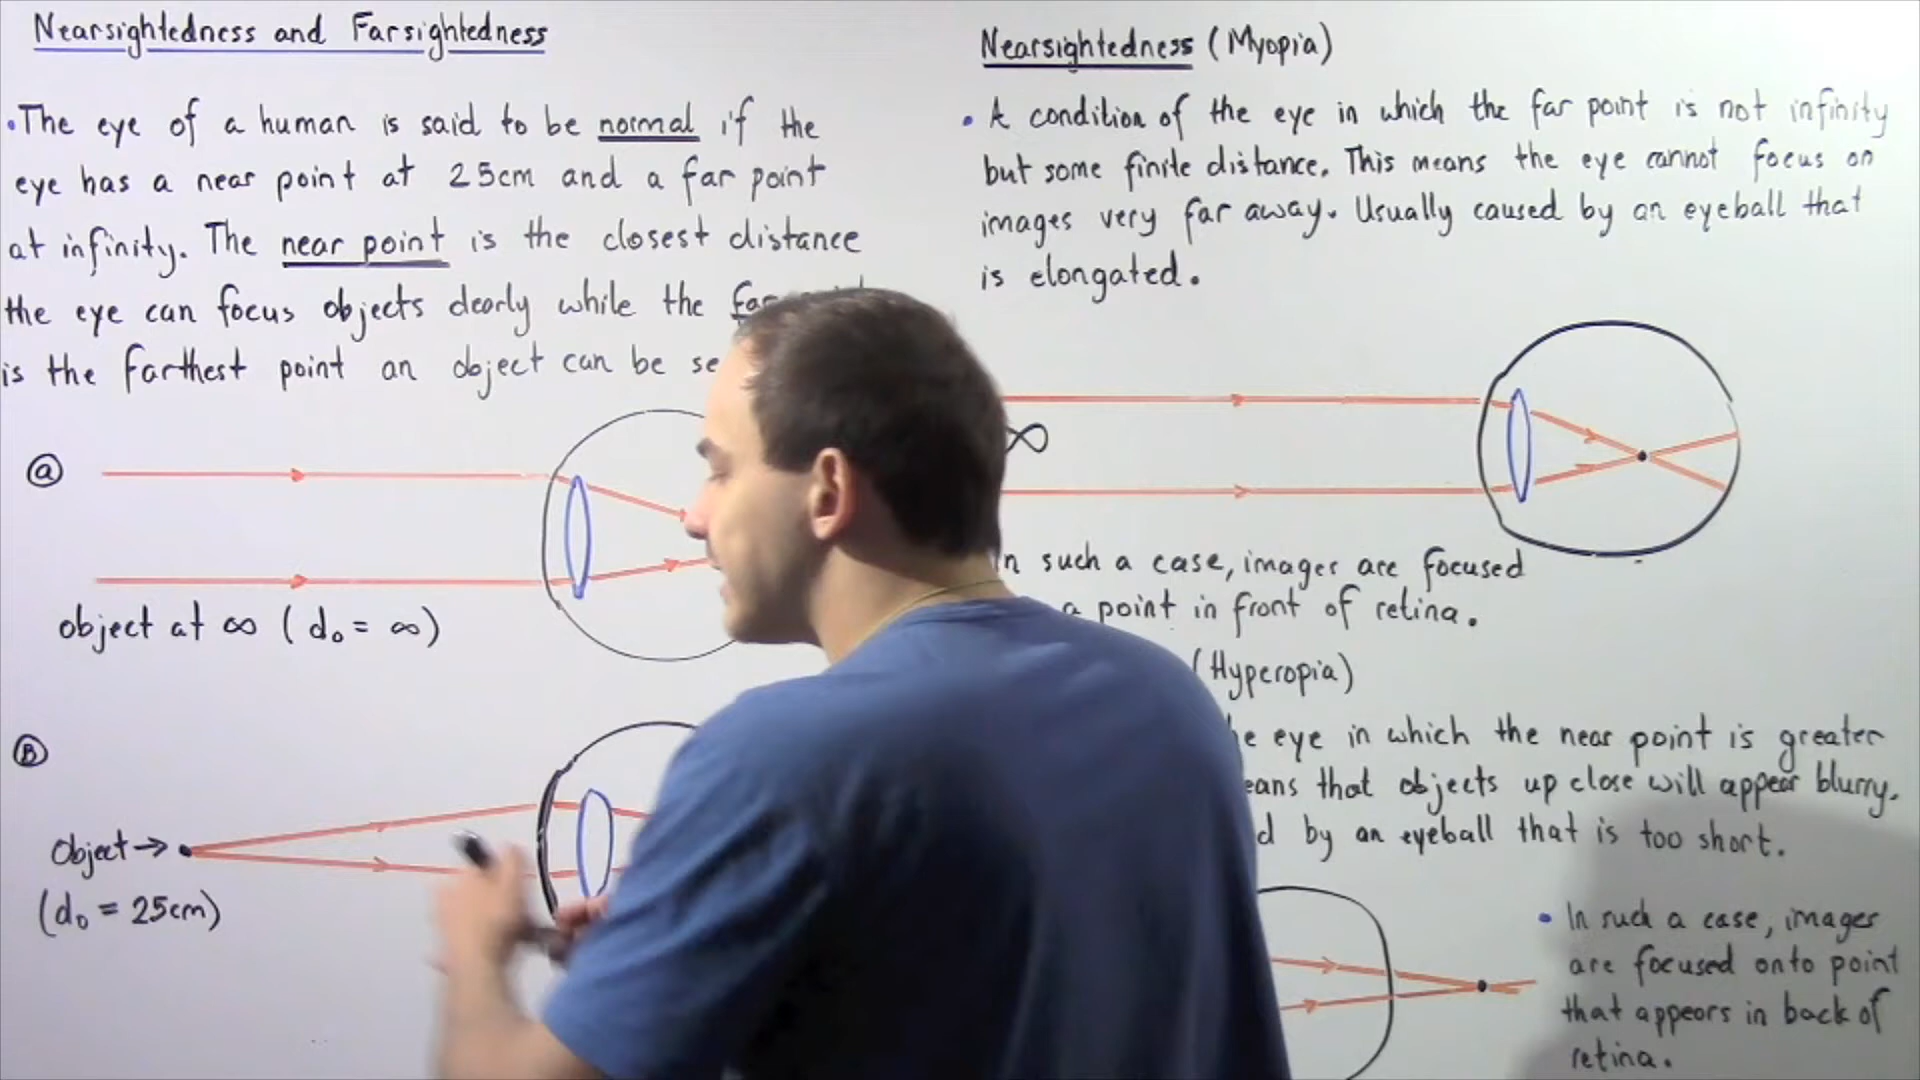 Nearsightedness and Farsightedness
•The eye of a human is said to be normal if the
eye has a near point at 25cm and a far point
at infinity. The near point is the closest distance
the eye can focus objects clearly while the far
is the farthest point an object can be
a
object at ∞ (d₀ = ∞)
B
Object→
(d₀ = 25cm)
Nearsightedness (Myopia)
• A condition of the eye in which the far point is not infinity
but some finite distance. This means the eye cannot focus on
images very far away. Usually caused by an eyeball that
is elongated.
∞
such a case, images are focused
a point in front of retina.
(Hyperopia)
eye in which the near point is greater
that objects up close will appear blurry.
by an eyeball that is too short.
• In such a case, images
are focused onto point
that appears in back of
retina.